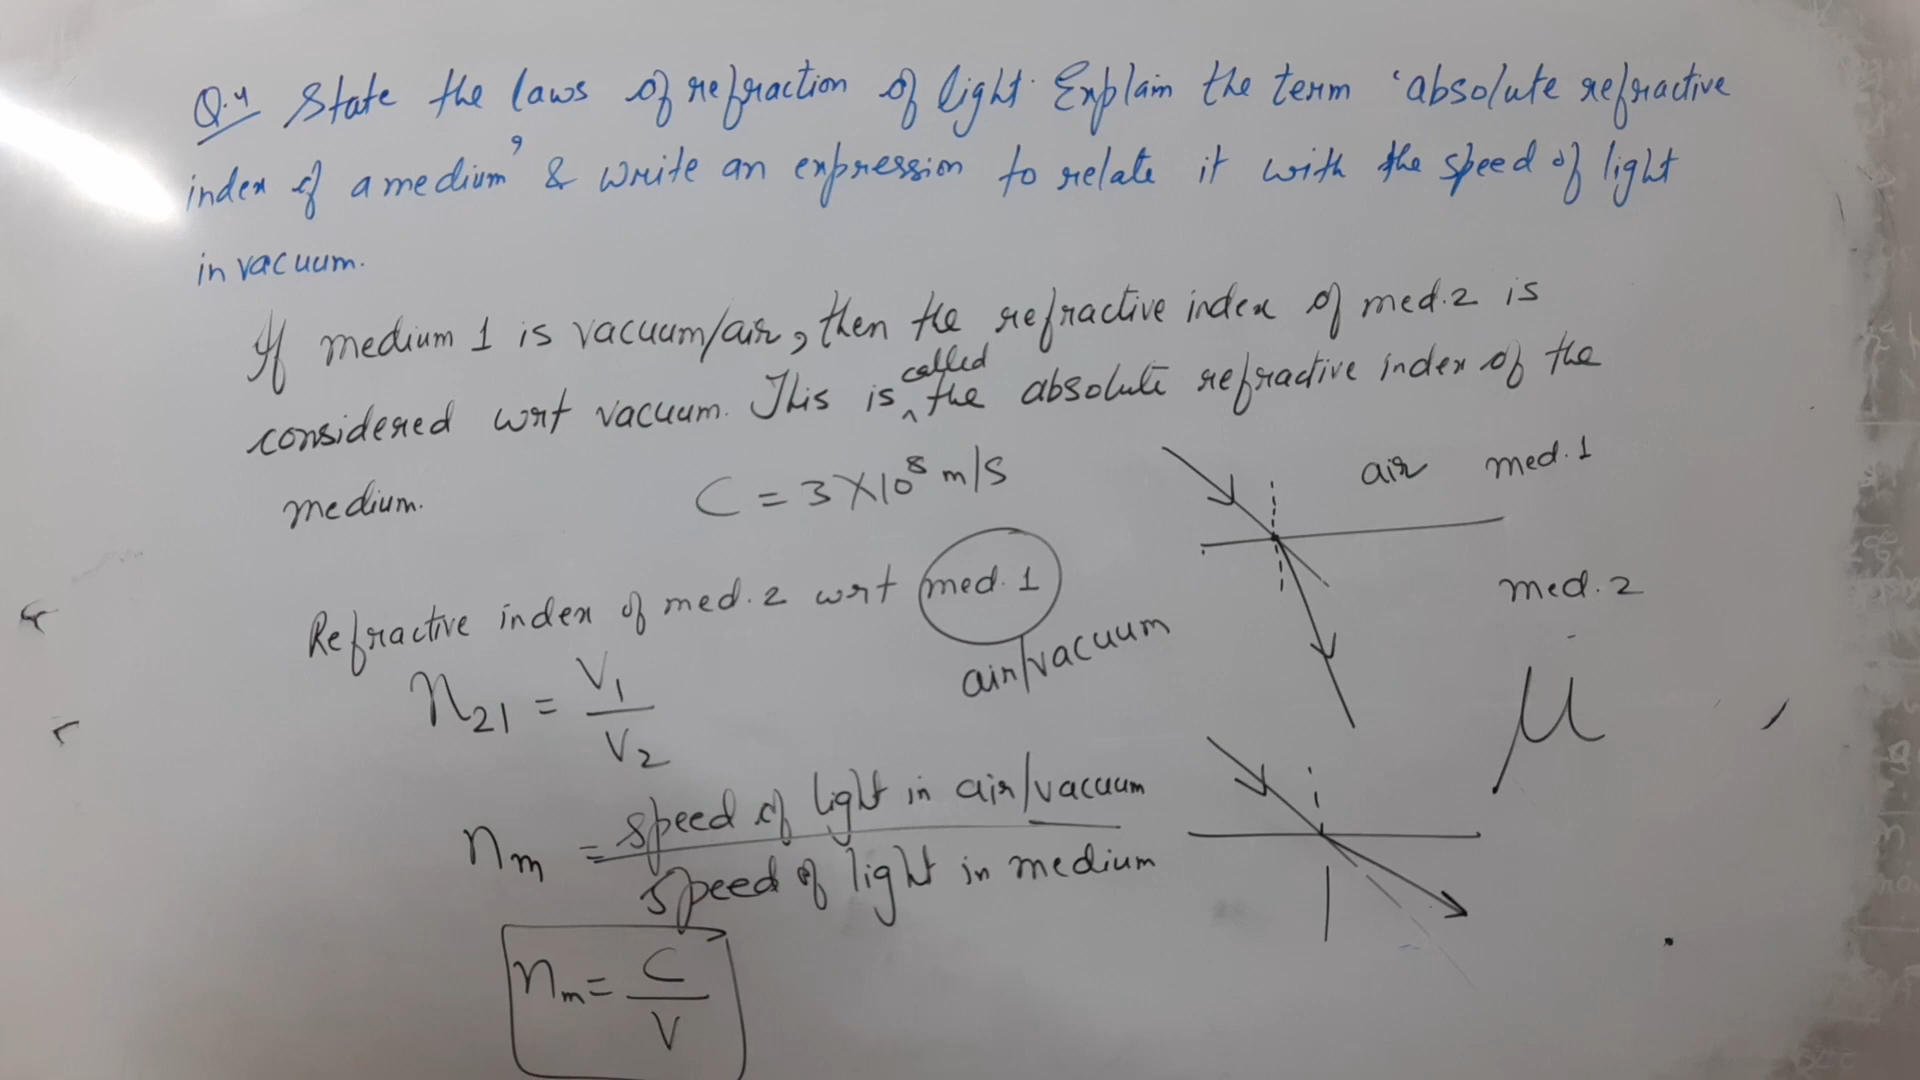 Q.4 State the laws of refraction of light. Explain the term 'absolute refractive
index of a medium' & write an expression to relate it with the speed of light
in vacuum.
If medium 1 is vacuum/air, then the refractive index of med.2 is
considered wrt vacuum. This is called the absolute refractive index of the
medium.
C = 3×10⁸ m/s
air med.1
Refractive index of med.2 wrt med.1
air/vacuum
med.2
n₂₁ = V₁/V₂
μ
nₘ = speed of light in air/vacuum / speed of light in medium
nₘ = C/V